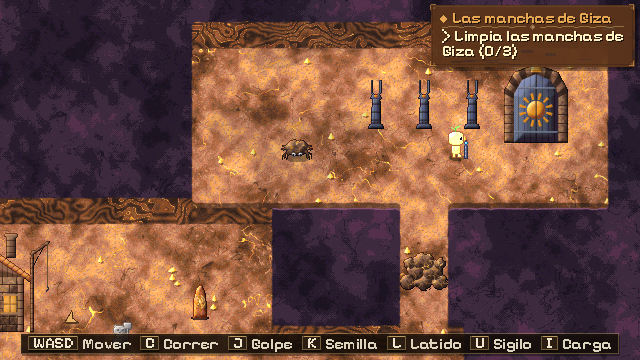 Las manchas de Giza
Limpia las manchas de
Giza (0/3)
WASD Mover C Correr J Golpe K Semilla L Latido U Sigilo I Carga